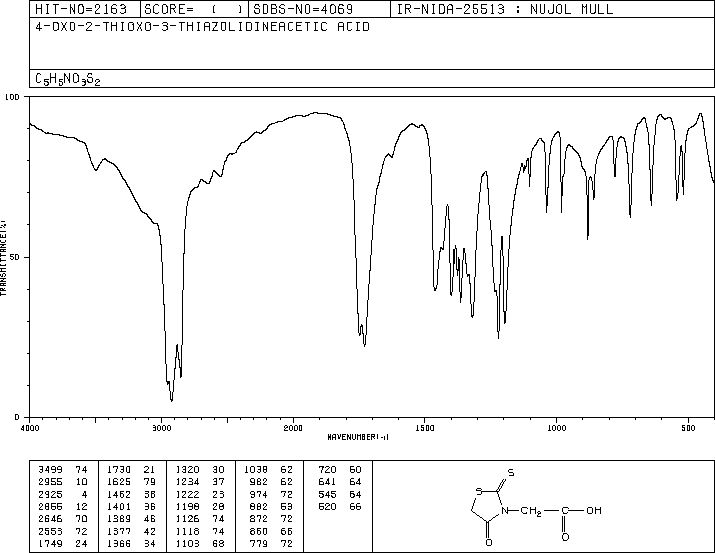 HIT-NO=2163 SCORE= ( ) SDBS-NO=4069 IR-NIDA-25513 : NUJOL MULL
4-OXO-2-THIOXO-3-THIAZOLIDINEACETIC ACID
C5H5NO3S2
100
50
0
TRANSMITTANCE(%)
4000 3000 2000 1500 1000 500
WAVENUMBER(-1)
3499 74 1730 21 1320 30 1038 62 720 60
2955 10 1625 79 1234 37 982 62 641 64
2925 4 1462 38 1222 23 974 72 545 64
2855 12 1401 36 1198 28 882 53 520 66
2646 70 1389 46 1126 74 872 72
2553 72 1377 42 1118 74 860 66
1749 24 1366 34 1103 68 779 72
S
S
N CH2 C OH
O O